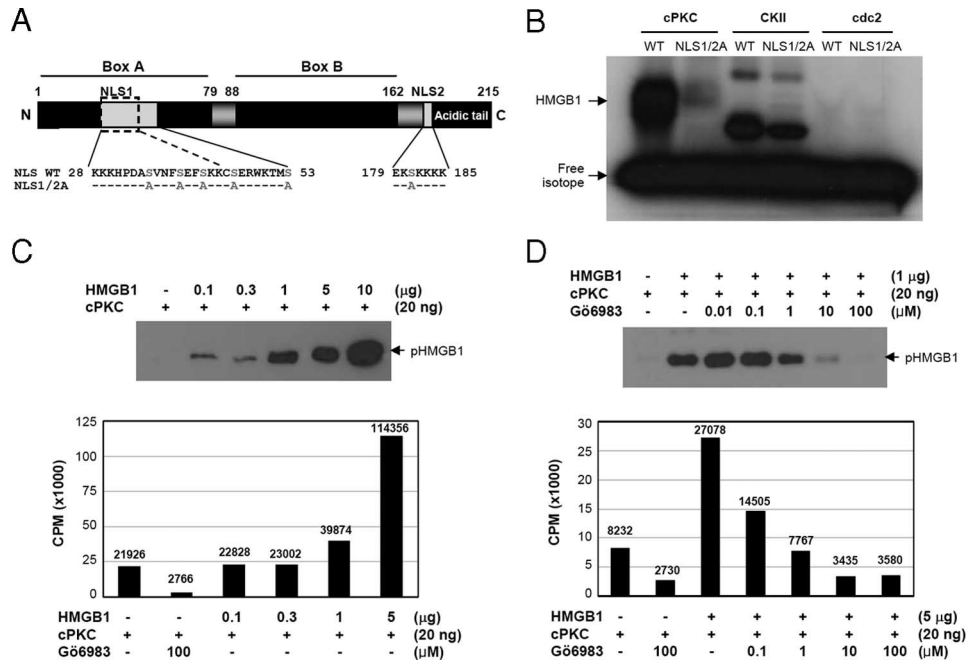 A
Box A
Box B
1
NLS1
79
88
162
NLS2
215
N
Acidic tail
C
NLS WT 28 KKKHPDASVNFSEFSKKCSERWKTMS 53 179 EKSKKKK 185
NLS1/2A -------A---A--A---A------A --A----
B
cPKC CKII cdc2
WT NLS1/2A WT NLS1/2A WT NLS1/2A
HMGB1
Free
isotope
C
HMGB1 - 0.1 0.3 1 5 10 (µg)
cPKC + + + + + + (20 ng)
pHMGB1
CPM (x1000)
125
100
75
50
25
0
21926
2766
22828
23002
39874
114356
HMGB1 - - 0.1 0.3 1 5 (µg)
cPKC + + + + + + (20 ng)
Gö6983 - 100 - - - - (µM)
D
HMGB1 - + + + + + + (1 µg)
cPKC + + + + + + + (20 ng)
Gö6983 - - 0.01 0.1 1 10 100 (µM)
pHMGB1
CPM (x1000)
30
25
20
15
10
5
0
8232
2730
27078
14505
7767
3435
3580
HMGB1 - - + + + + + (5 µg)
cPKC + + + + + + + (20 ng)
Gö6983 - 100 - 0.1 1 10 100 (µM)